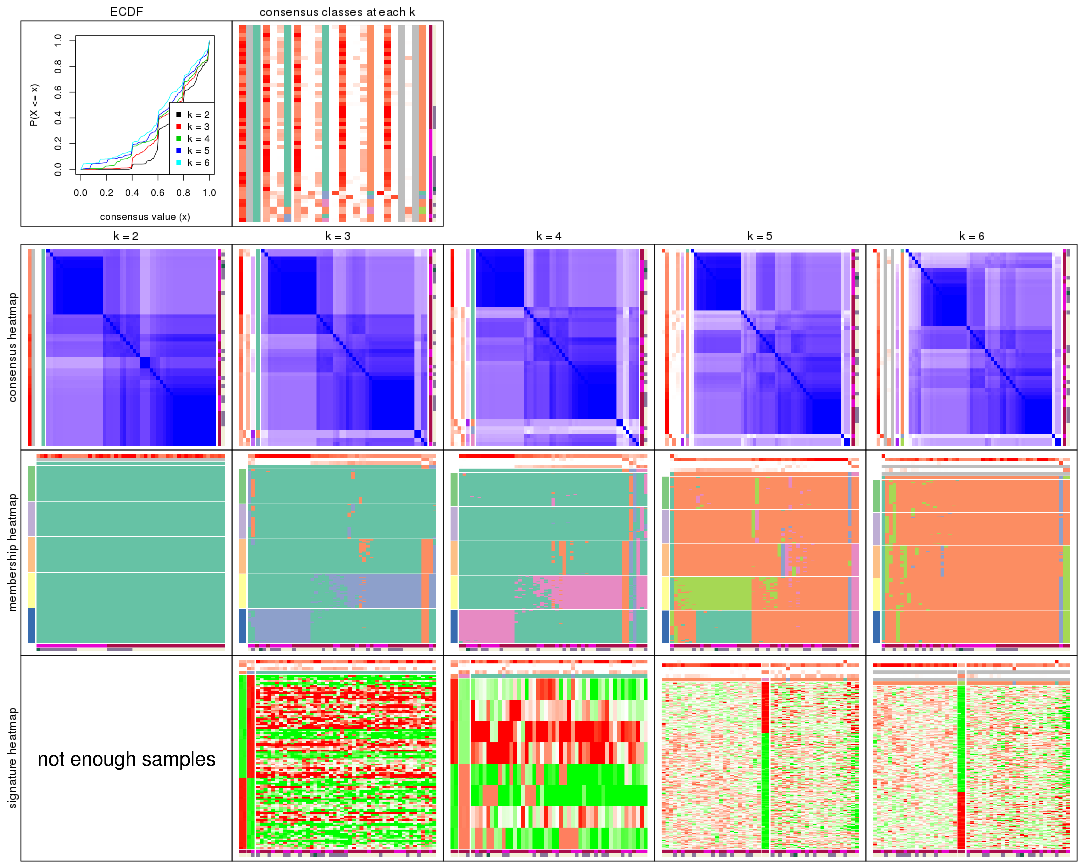 ECDF
consensus classes at each k
P(X <= x)
0.0 0.2 0.4 0.6 0.8 1.0
k = 2
k = 3
k = 4
k = 5
k = 6
0.0 0.2 0.4 0.6 0.8 1.0
consensus value (x)
k = 2 k = 3 k = 4 k = 5 k = 6
consensus heatmap
membership heatmap
signature heatmap
not enough samples